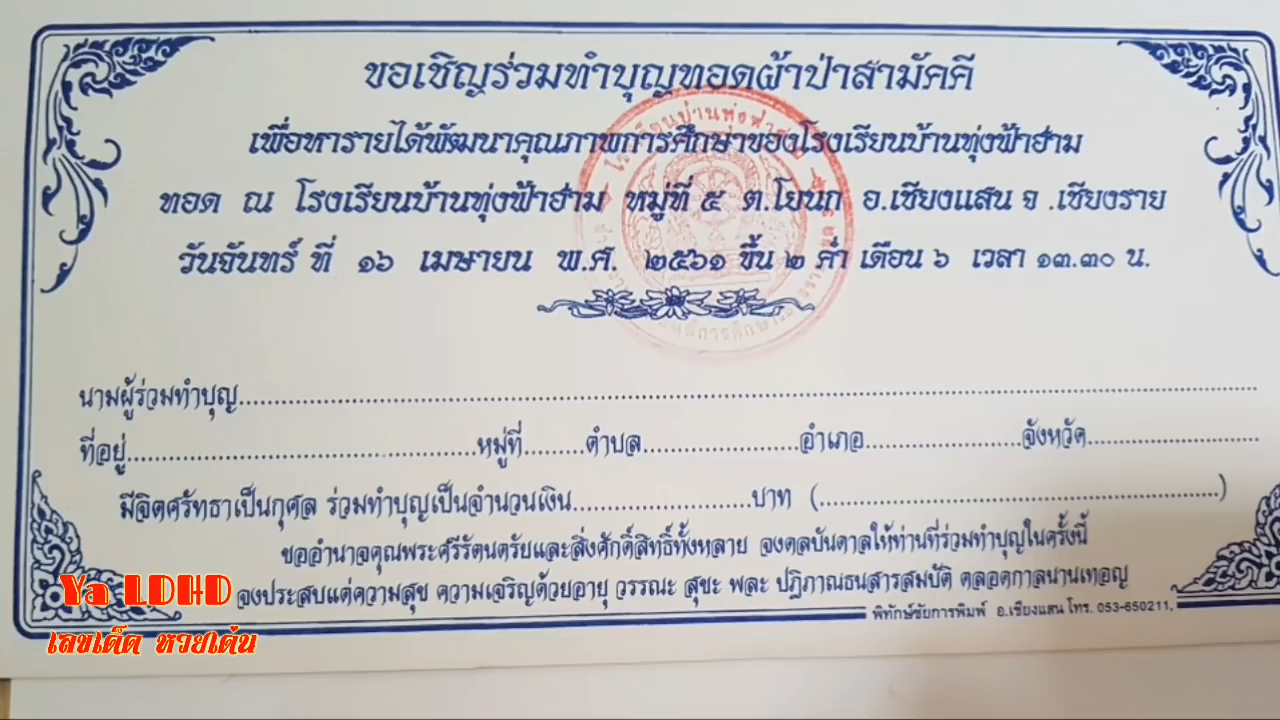 ขอเชิญร่วมทำบุญทอดผ้าป่าสามัคคี
เพื่อหารายได้พัฒนาคุณภาพการศึกษาของโรงเรียนบ้านทุ่งฟ้าฮาม
ทอด ณ โรงเรียนบ้านทุ่งฟ้าฮาม หมู่ที่ ๕ ต.โยนก อ.เชียงแสน จ .เชียงราย
วันจันทร์ ที่ ๑๖ เมษายน พ.ศ. ๒๕๖๑ ขึ้น ๒ ค่ำ เดือน ๖ เวลา ๑๓.๓๐ น.
นามผู้ร่วมทำบุญ..........
ที่อยู่..........หมู่ที่..........ตำบล..........อำเภอ..........จังหวัด..........
มีจิตศรัทธาเป็นกุศล ร่วมทำบุญเป็นจำนวนเงิน..........บาท (..........)
ขออำนาจคุณพระศรีรัตนตรัยและสิ่งศักดิ์สิทธิ์ทั้งหลาย จงดลบันดาลให้ท่านที่ร่วมทำบุญในครั้งนี้
จงประสบแต่ความสุข ความเจริญด้วยอายุ วรรณะ สุขะ พละ ปฏิภาณธนสารสมบัติ ตลอดกาลนานเทอญ
พิทักษ์ชัยการพิมพ์ อ.เชียงแสน โทร. 053-650211,
Ya LDHD
เลขเด็ด หวยเด่น